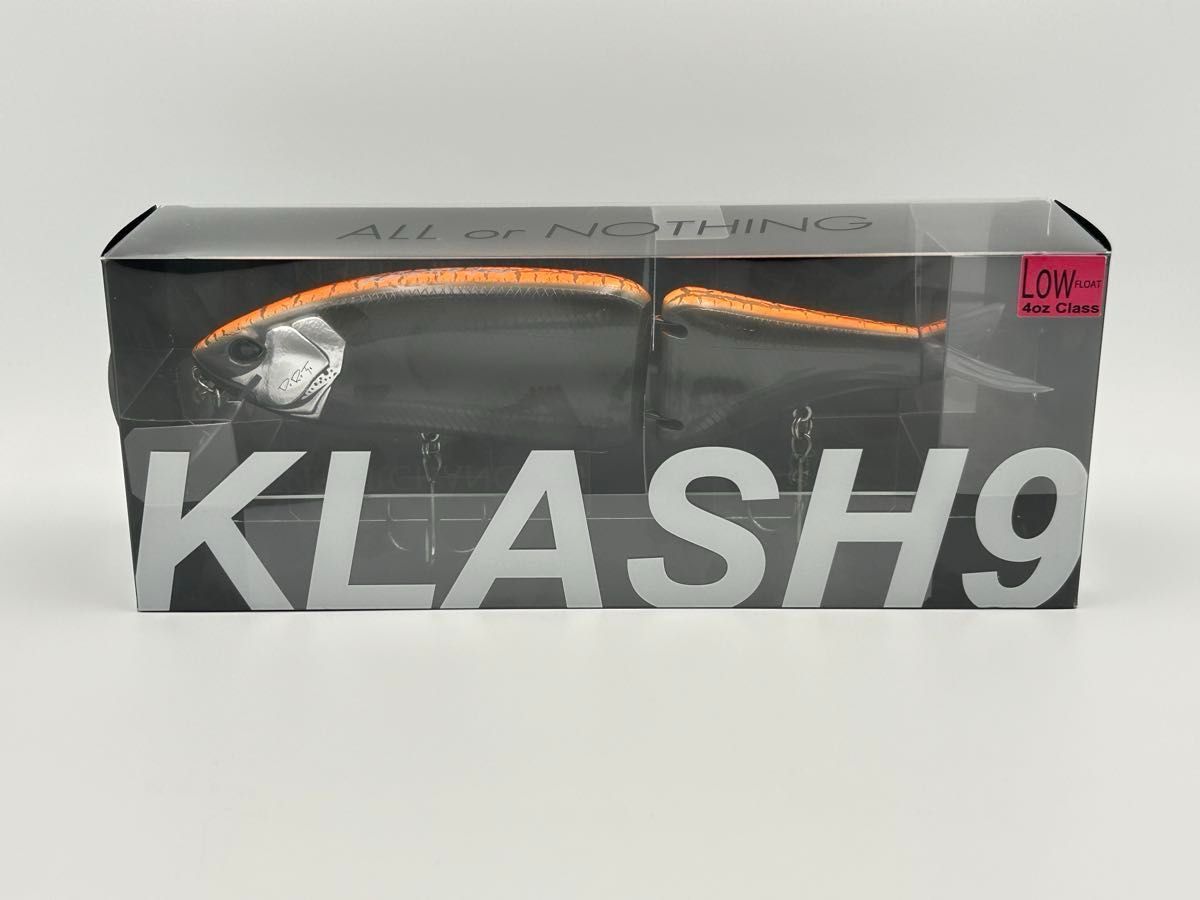 ALL or NOTHING
LOW FLOAT
4oz Class
D.R.T.
KLASH9